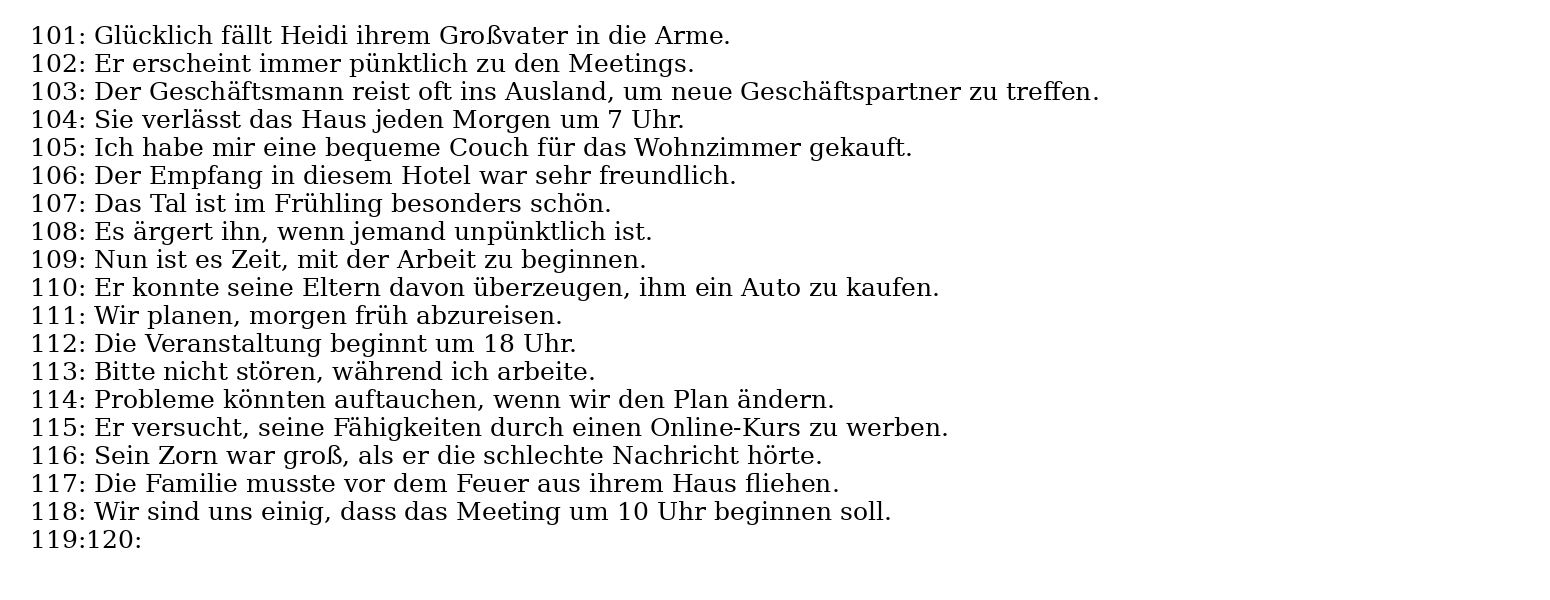 101: Glücklich fällt Heidi ihrem Großvater in die Arme.
102: Er erscheint immer pünktlich zu den Meetings.
103: Der Geschäftsmann reist oft ins Ausland, um neue Geschäftspartner zu treffen.
104: Sie verlässt das Haus jeden Morgen um 7 Uhr.
105: Ich habe mir eine bequeme Couch für das Wohnzimmer gekauft.
106: Der Empfang in diesem Hotel war sehr freundlich.
107: Das Tal ist im Frühling besonders schön.
108: Es ärgert ihn, wenn jemand unpünktlich ist.
109: Nun ist es Zeit, mit der Arbeit zu beginnen.
110: Er konnte seine Eltern davon überzeugen, ihm ein Auto zu kaufen.
111: Wir planen, morgen früh abzureisen.
112: Die Veranstaltung beginnt um 18 Uhr.
113: Bitte nicht stören, während ich arbeite.
114: Probleme könnten auftauchen, wenn wir den Plan ändern.
115: Er versucht, seine Fähigkeiten durch einen Online-Kurs zu werben.
116: Sein Zorn war groß, als er die schlechte Nachricht hörte.
117: Die Familie musste vor dem Feuer aus ihrem Haus fliehen.
118: Wir sind uns einig, dass das Meeting um 10 Uhr beginnen soll.
119:120: